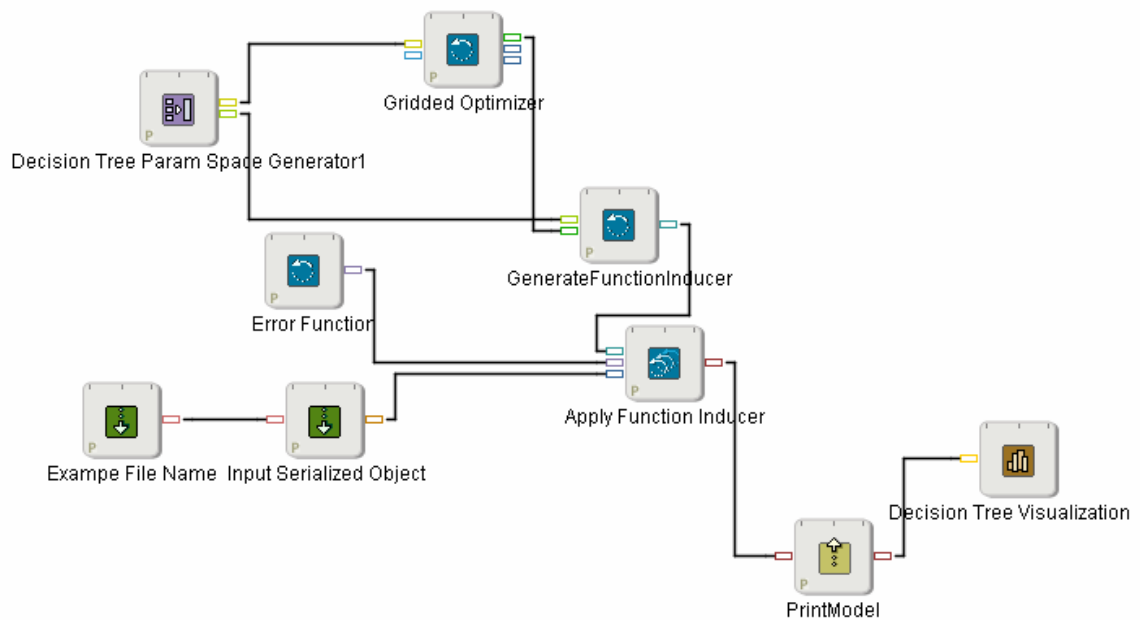 Gridded Optimizer
P
Decision Tree Param Space Generator1
P
GenerateFunctionInducer
P
Error Function
P
Apply Function Inducer
P
Exampe File Name
P
Input Serialized Object
P
Decision Tree Visualization
PrintModel
P